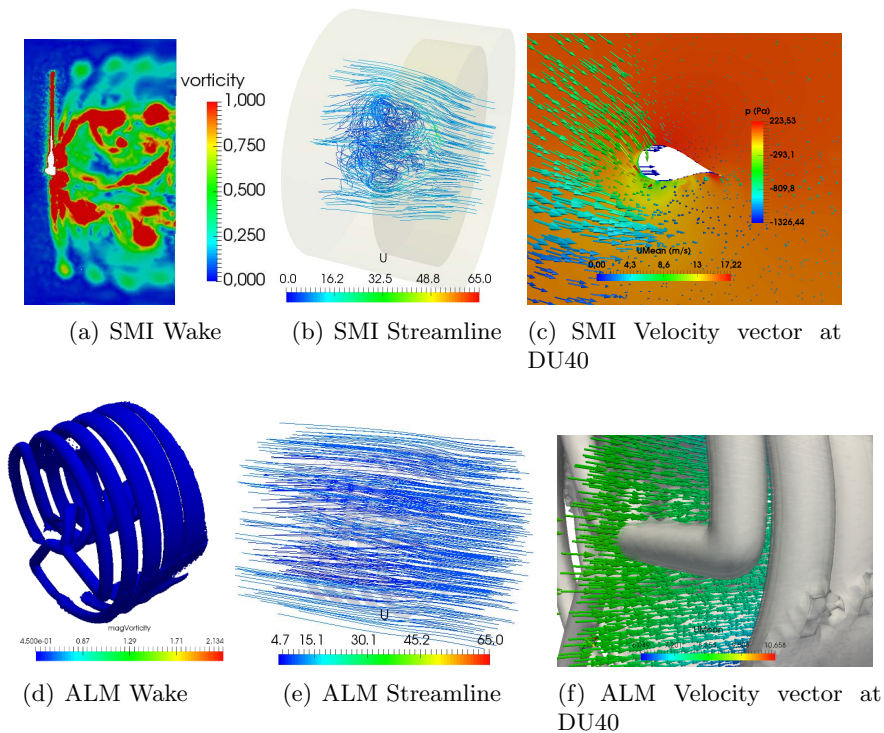 vorticity
1,000
0,750
0,500
0,250
0,000
U
0.0 16.2 32.5 48.8 65.0
p (Pa)
223,53
-293,1
-809,8
-1326,44
UMean (m/s)
0,00 4,3 8,6 13 17,22
(a) SMI Wake
(b) SMI Streamline
(c) SMI Velocity vector at
DU40
magVorticity
4.500e-01 0.87 1.29 1.71 2.134
U
4.7 15.1 30.1 45.2 65.0
UMean
10,658
(d) ALM Wake
(e) ALM Streamline
(f) ALM Velocity vector at
DU40